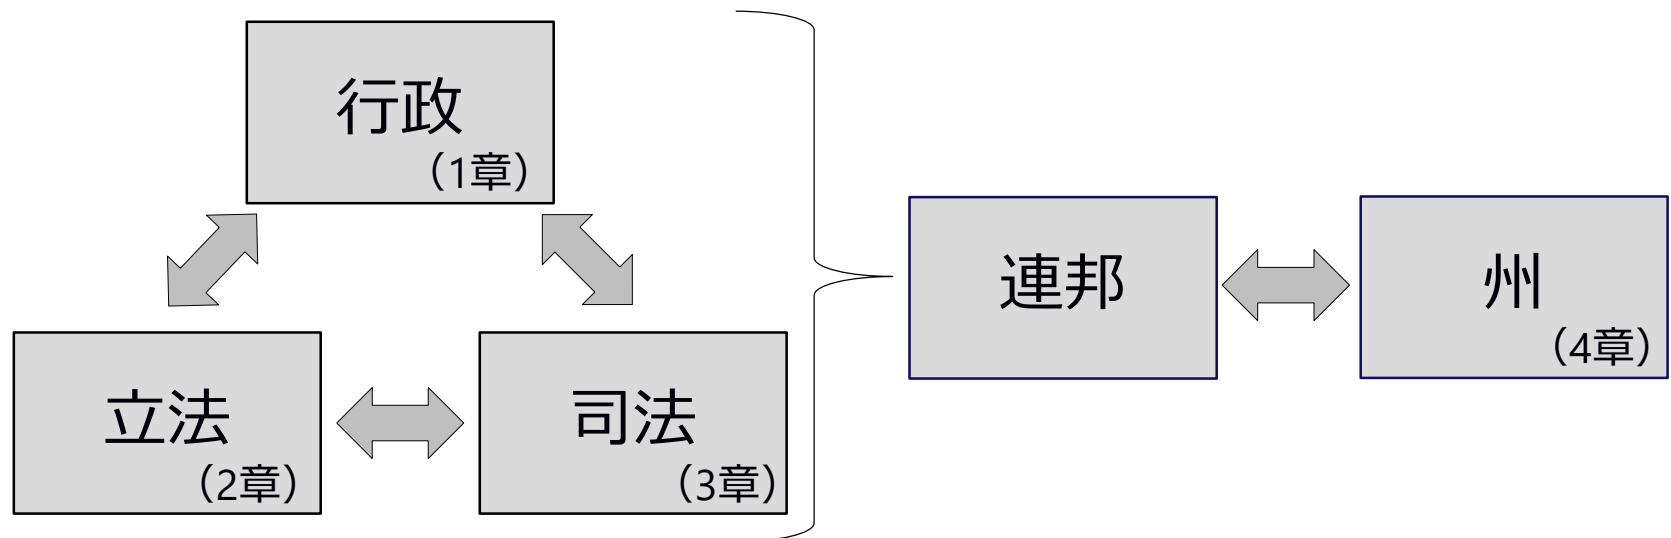 行政
（1章）
立法
（2章）
司法
（3章）
連邦
州
（4章）